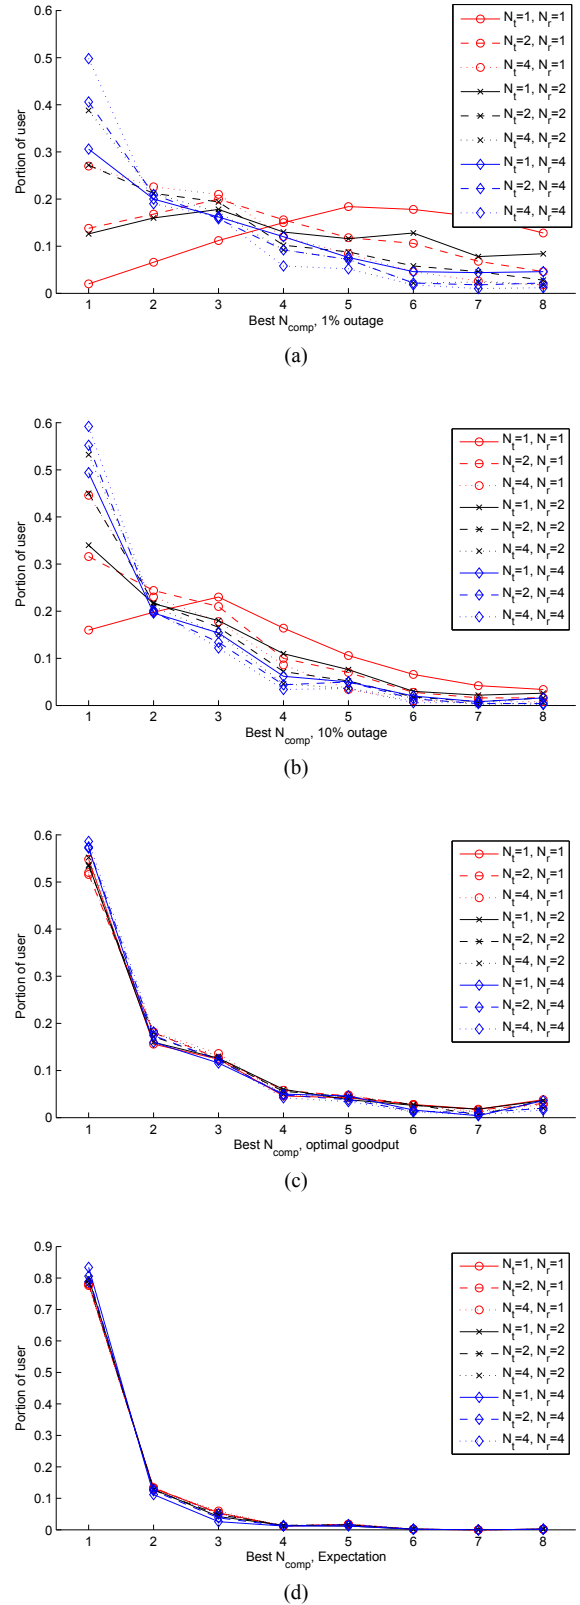 0.6
0.5
0.4
0.3
0.2
0.1
0
Portion of user
1 2 3 4 5 6 7 8
Best N_comp, 1% outage
N_t=1, N_r=1
N_t=2, N_r=1
N_t=4, N_r=1
N_t=1, N_r=2
N_t=2, N_r=2
N_t=4, N_r=2
N_t=1, N_r=4
N_t=2, N_r=4
N_t=4, N_r=4
(a)
0.6
0.5
0.4
0.3
0.2
0.1
0
Portion of user
1 2 3 4 5 6 7 8
Best N_comp, 10% outage
N_t=1, N_r=1
N_t=2, N_r=1
N_t=4, N_r=1
N_t=1, N_r=2
N_t=2, N_r=2
N_t=4, N_r=2
N_t=1, N_r=4
N_t=2, N_r=4
N_t=4, N_r=4
(b)
0.6
0.5
0.4
0.3
0.2
0.1
0
Portion of user
1 2 3 4 5 6 7 8
Best N_comp, optimal goodput
N_t=1, N_r=1
N_t=2, N_r=1
N_t=4, N_r=1
N_t=1, N_r=2
N_t=2, N_r=2
N_t=4, N_r=2
N_t=1, N_r=4
N_t=2, N_r=4
N_t=4, N_r=4
(c)
0.9
0.8
0.7
0.6
0.5
0.4
0.3
0.2
0.1
0
Portion of user
1 2 3 4 5 6 7 8
Best N_comp, Expectation
N_t=1, N_r=1
N_t=2, N_r=1
N_t=4, N_r=1
N_t=1, N_r=2
N_t=2, N_r=2
N_t=4, N_r=2
N_t=1, N_r=4
N_t=2, N_r=4
N_t=4, N_r=4
(d)